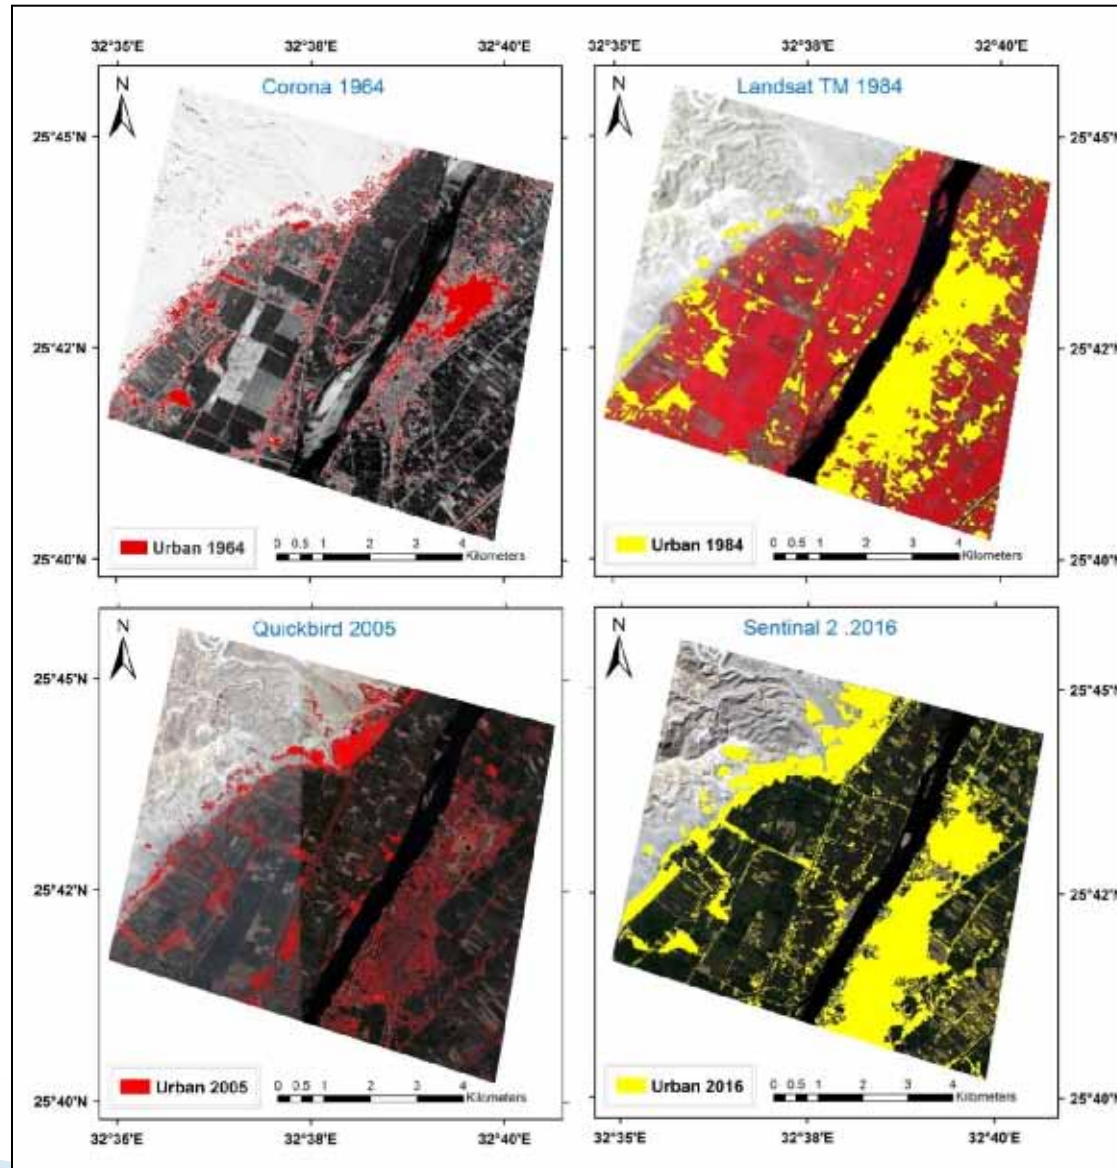 32°35'E 32°38'E 32°40'E
32°35'E 32°38'E 32°40'E
N
Corona 1964
N
Landsat TM 1984
25°45'N
25°45'N
25°42'N
25°42'N
Urban 1964
0 0.5 1 2 3 4
Kilometers
Urban 1984
0 0.5 1 2 3 4
Kilometers
25°40'N
25°40'N
N
Quickbird 2005
N
Sentinal 2 .2016
25°45'N
25°45'N
25°42'N
25°42'N
Urban 2005
0 0.5 1 2 3 4
Kilometers
Urban 2016
0 0.5 1 2 3 4
Kilometers
25°40'N
25°40'N
32°35'E 32°38'E 32°40'E
32°35'E 32°38'E 32°40'E